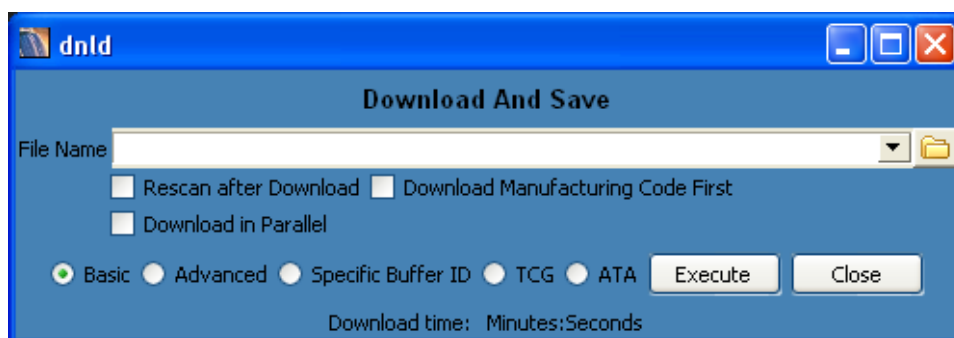 dnld
Download And Save
File Name
Rescan after Download Download Manufacturing Code First
Download in Parallel
Basic Advanced Specific Buffer ID TCG ATA Execute Close
Download time: Minutes:Seconds